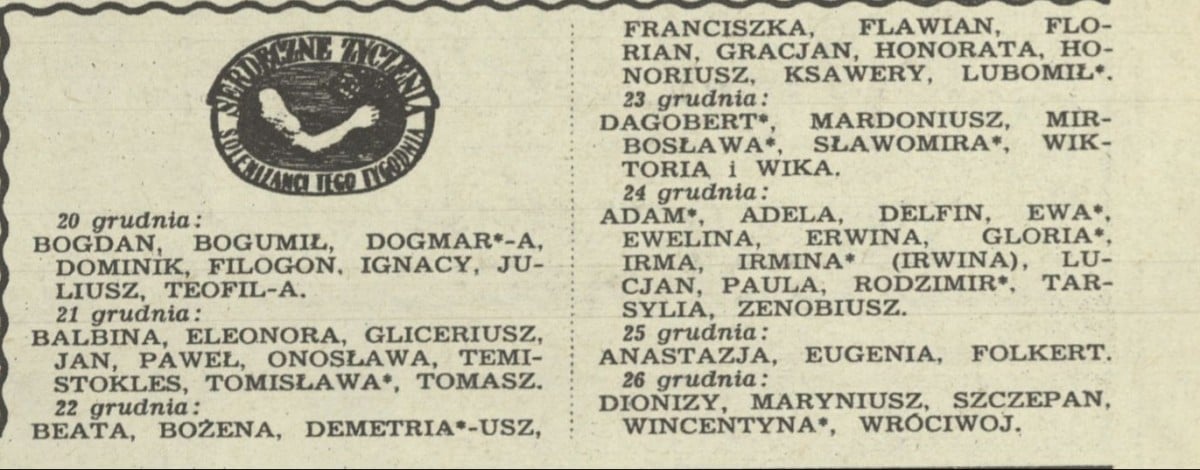 SERDECZNE ŻYCZENIA
SOLENIZANCI TEGO TYGODNIA
20 grudnia:
BOGDAN, BOGUMIŁ, DOGMAR*-A,
DOMINIK, FILOGON. IGNACY, JU-
LIUSZ, TEOFIL-A.
21 grudnia:
BALBINA, ELEONORA, GLICERIUSZ,
JAN, PAWEŁ, ONOSŁAWA, TEMI-
STOKLES, TOMISŁAWA*, TOMASZ.
22 grudnia:
BEATA, BOŻENA, DEMETRIA*-USZ,
FRANCISZKA, FLAWIAN, FLO-
RIAN, GRACJAN, HONORATA, HO-
NORIUSZ, KSAWERY, LUBOMIŁ*.
23 grudnia:
DAGOBERT*, MARDONIUSZ, MIR-
BOSŁAWA*, SŁAWOMIRA*, WIK-
TORIA i WIKA.
24 grudnia:
ADAM*, ADELA, DELFIN, EWA*,
EWELINA, ERWINA, GLORIA*,
IRMA, IRMINA* (IRWINA), LU-
CJAN, PAULA, RODZIMIR*, TAR-
SYLIA, ZENOBIUSZ.
25 grudnia:
ANASTAZJA, EUGENIA, FOLKERT.
26 grudnia:
DIONIZY, MARYNIUSZ, SZCZEPAN,
WINCENTYNA*, WRÓCIWOJ.